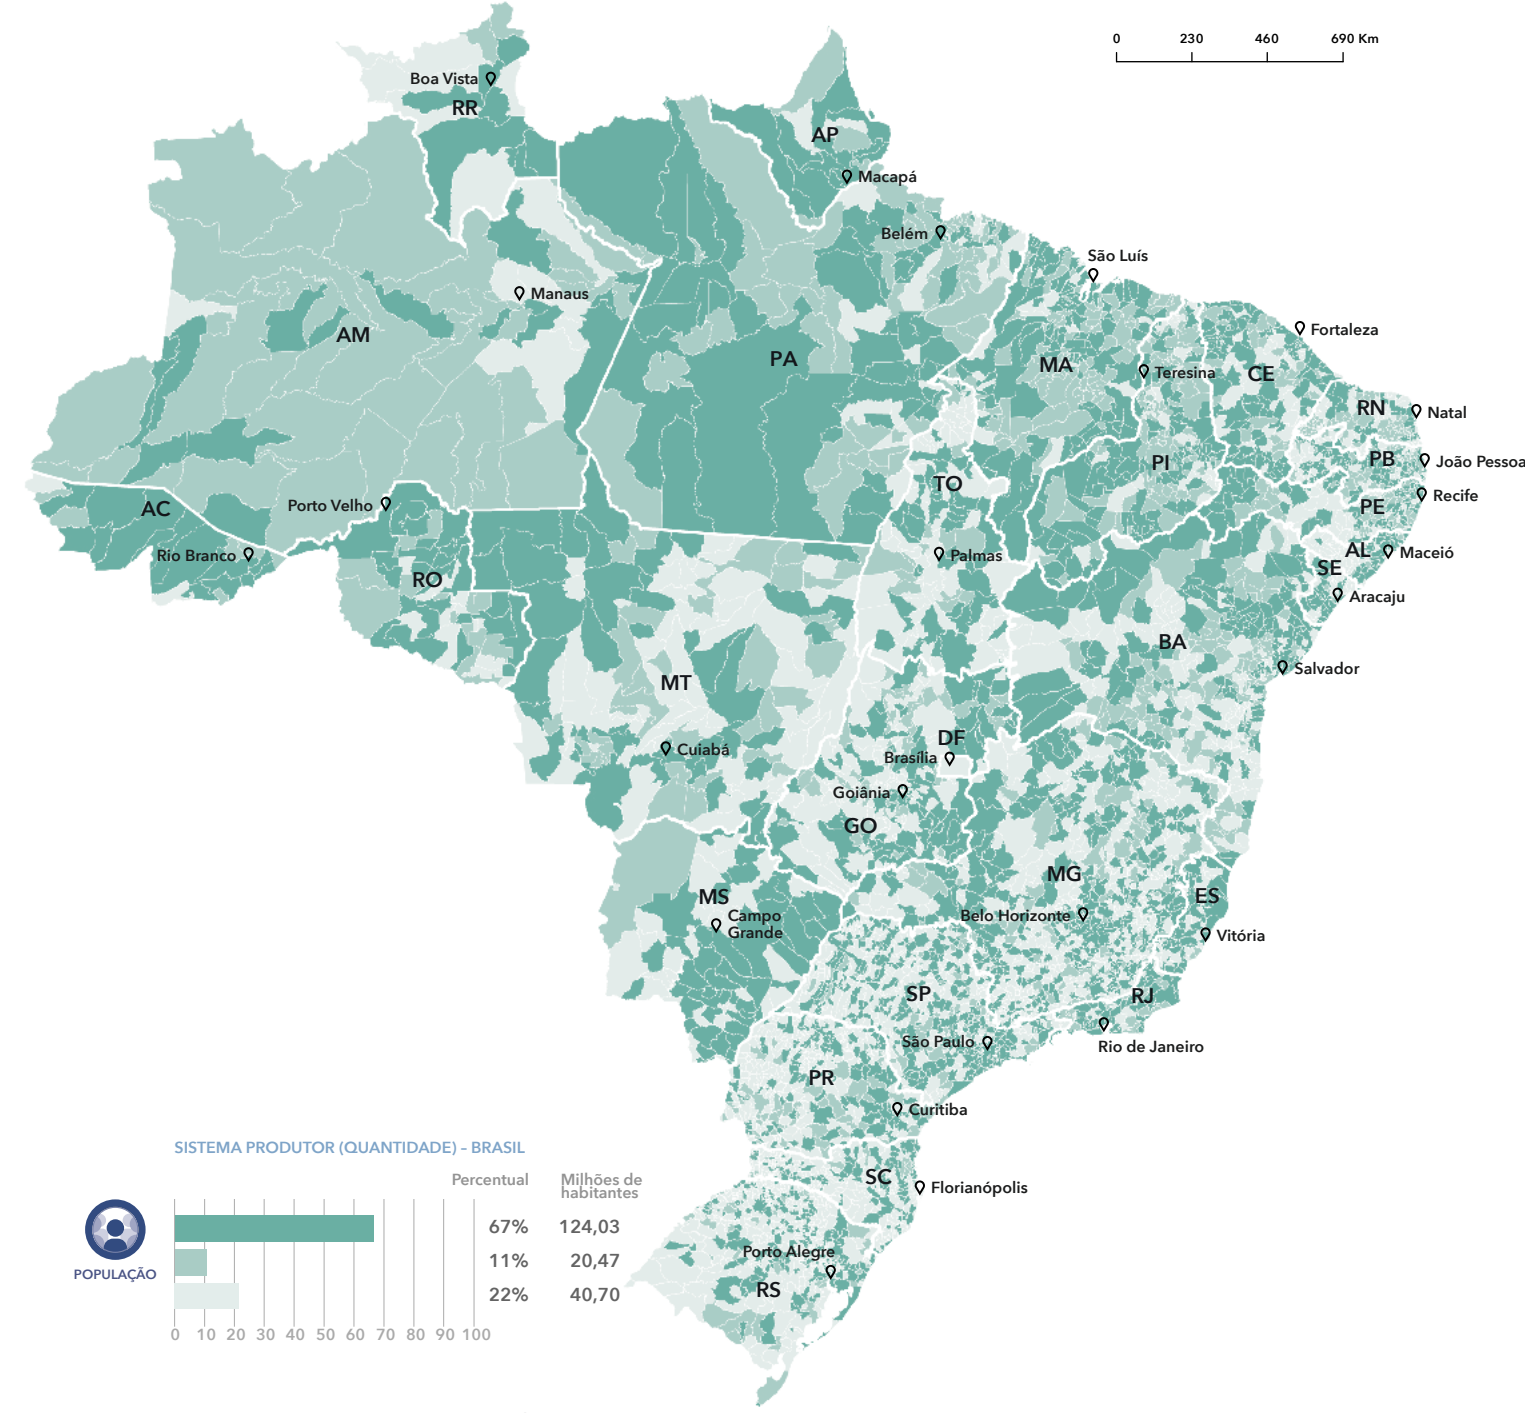 0 230 460 690 Km
Boa Vista
RR
AP
Macapá
Belém
São Luís
Manaus
Fortaleza
AM
PA
MA
Teresina
CE
RN
Natal
PB
João Pessoa
PI
TO
Recife
PE
AC
Porto Velho
AL
Maceió
Rio Branco
Palmas
SE
RO
Aracaju
BA
Salvador
MT
DF
Cuiabá
Brasília
Goiânia
GO
MG
MS
ES
Campo
Grande
Belo Horizonte
Vitória
SP
RJ
São Paulo
Rio de Janeiro
PR
Curitiba
SC
Florianópolis
Porto Alegre
RS
SISTEMA PRODUTOR (QUANTIDADE) – BRASIL
Percentual
Milhões de
habitantes
67% 124,03
11% 20,47
22% 40,70
POPULAÇÃO
0 10 20 30 40 50 60 70 80 90 100